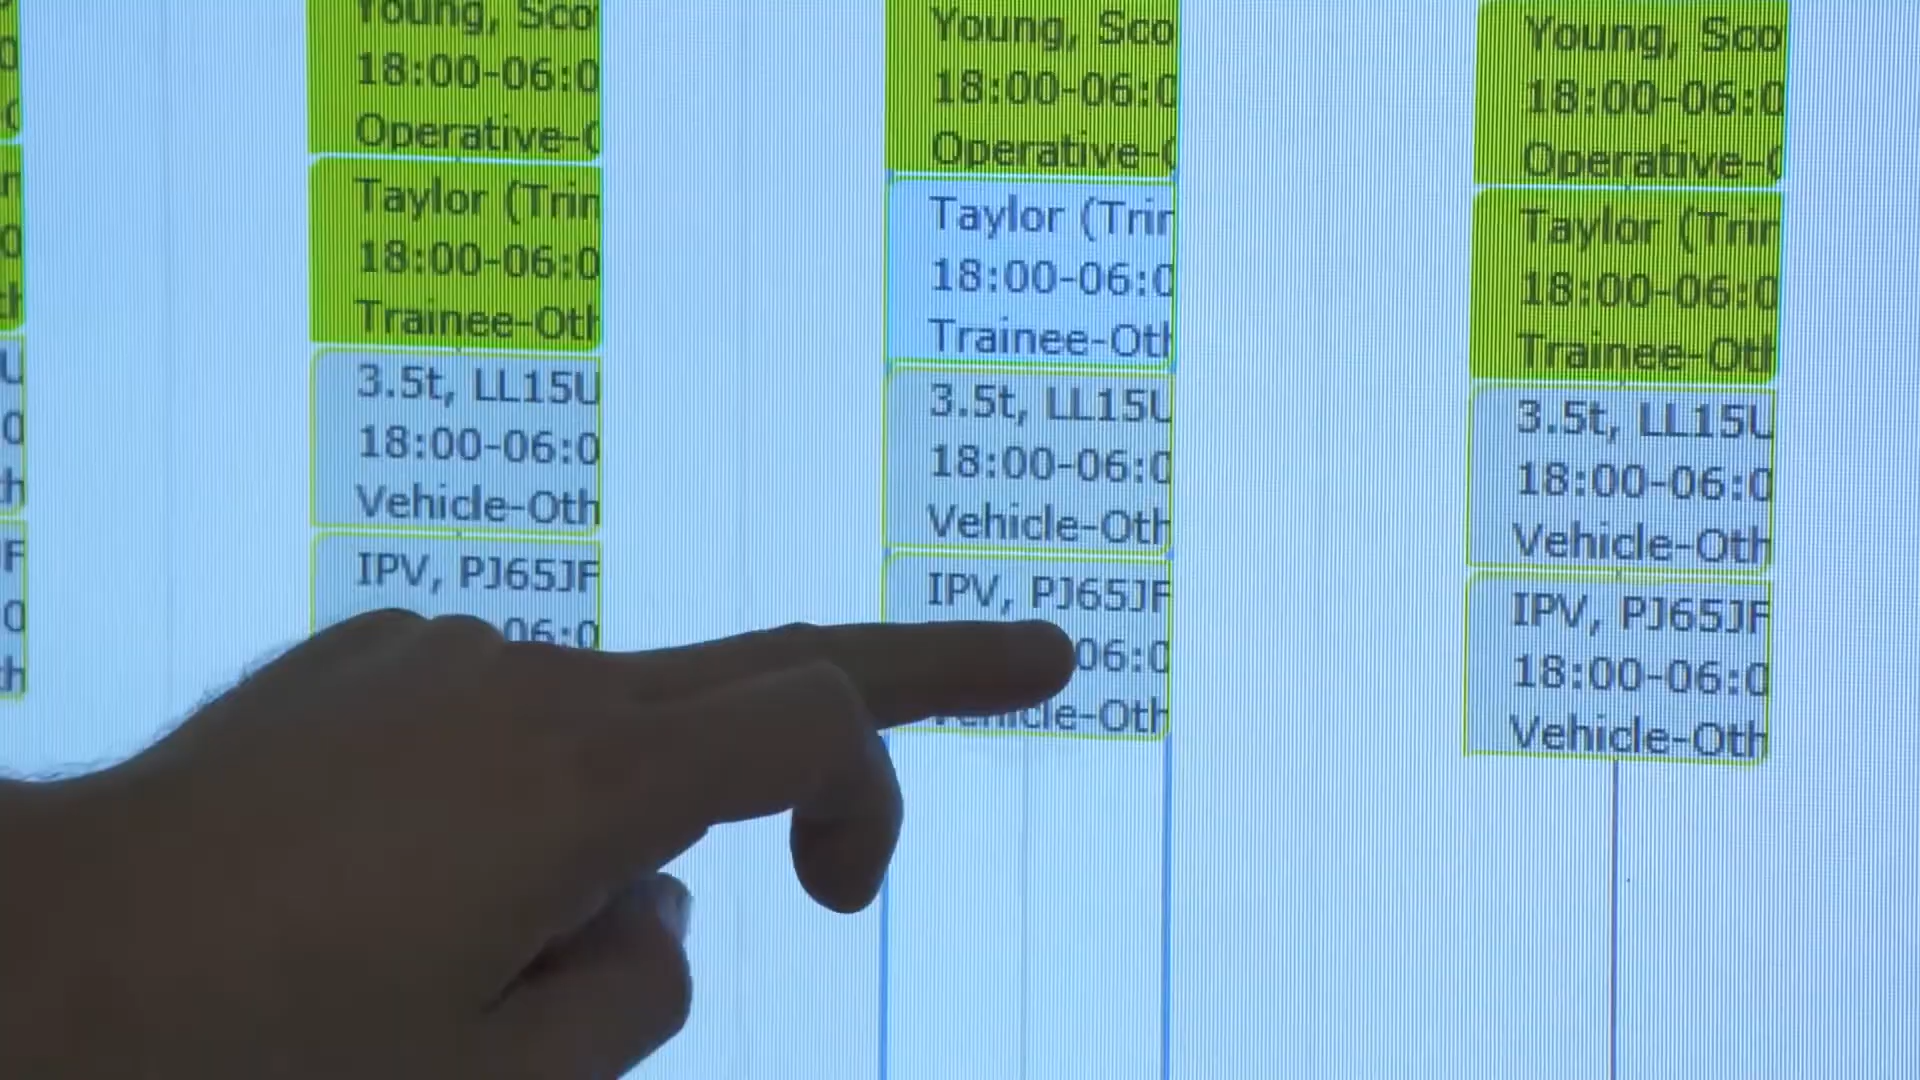 Young, Sco
18:00-06:0
Operative-
Taylor (Trin
18:00-06:0
Trainee-Oth
3.5t, LL15U
18:00-06:0
Vehicle-Oth
IPV, PJ65JF
06:0
Young, Sco
18:00-06:0
Operative-
Taylor (Trin
18:00-06:0
Trainee-Oth
3.5t, LL15U
18:00-06:0
Vehicle-Oth
IPV, PJ65JF
06:0
Vehicle-Oth
Young, Sco
18:00-06:0
Operative-
Taylor (Trin
18:00-06:0
Trainee-Oth
3.5t, LL15U
18:00-06:0
Vehicle-Oth
IPV, PJ65JF
18:00-06:0
Vehicle-Oth